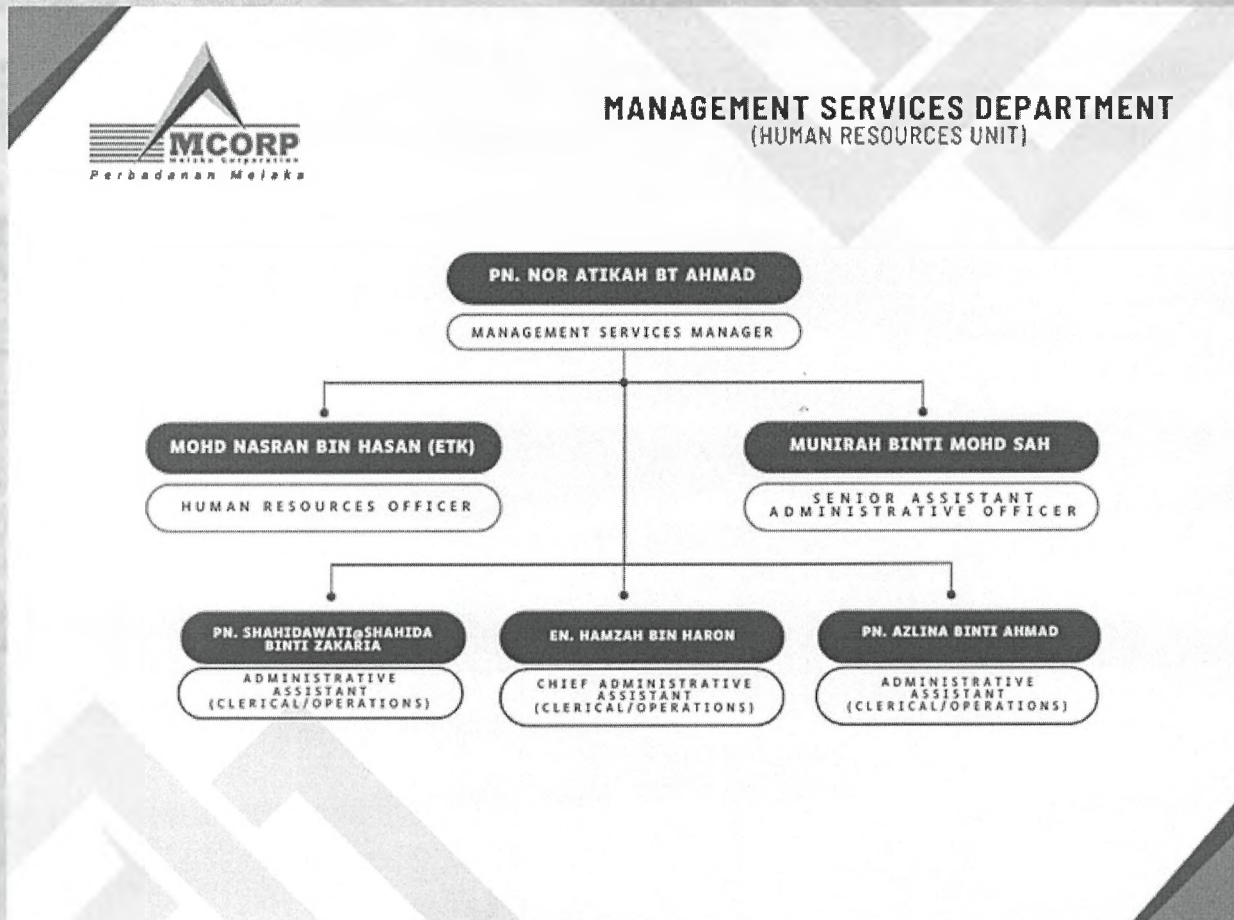 MCORP
Melaka Corporation
Perbadanan Melaka
MANAGEMENT SERVICES DEPARTMENT
(HUMAN RESOURCES UNIT)
PN. NOR ATIKAH BT AHMAD
MANAGEMENT SERVICES MANAGER
MOHD NASRAN BIN HASAN (ETK)
HUMAN RESOURCES OFFICER
MUNIRAH BINTI MOHD SAH
SENIOR ASSISTANT
ADMINISTRATIVE OFFICER
PN. SHAHIDAWATI@SHAHIDA
BINTI ZAKARIA
ADMINISTRATIVE
ASSISTANT
(CLERICAL/OPERATIONS)
EN. HAMZAH BIN HARON
CHIEF ADMINISTRATIVE
ASSISTANT
(CLERICAL/OPERATIONS)
PN. AZLINA BINTI AHMAD
ADMINISTRATIVE
ASSISTANT
(CLERICAL/OPERATIONS)